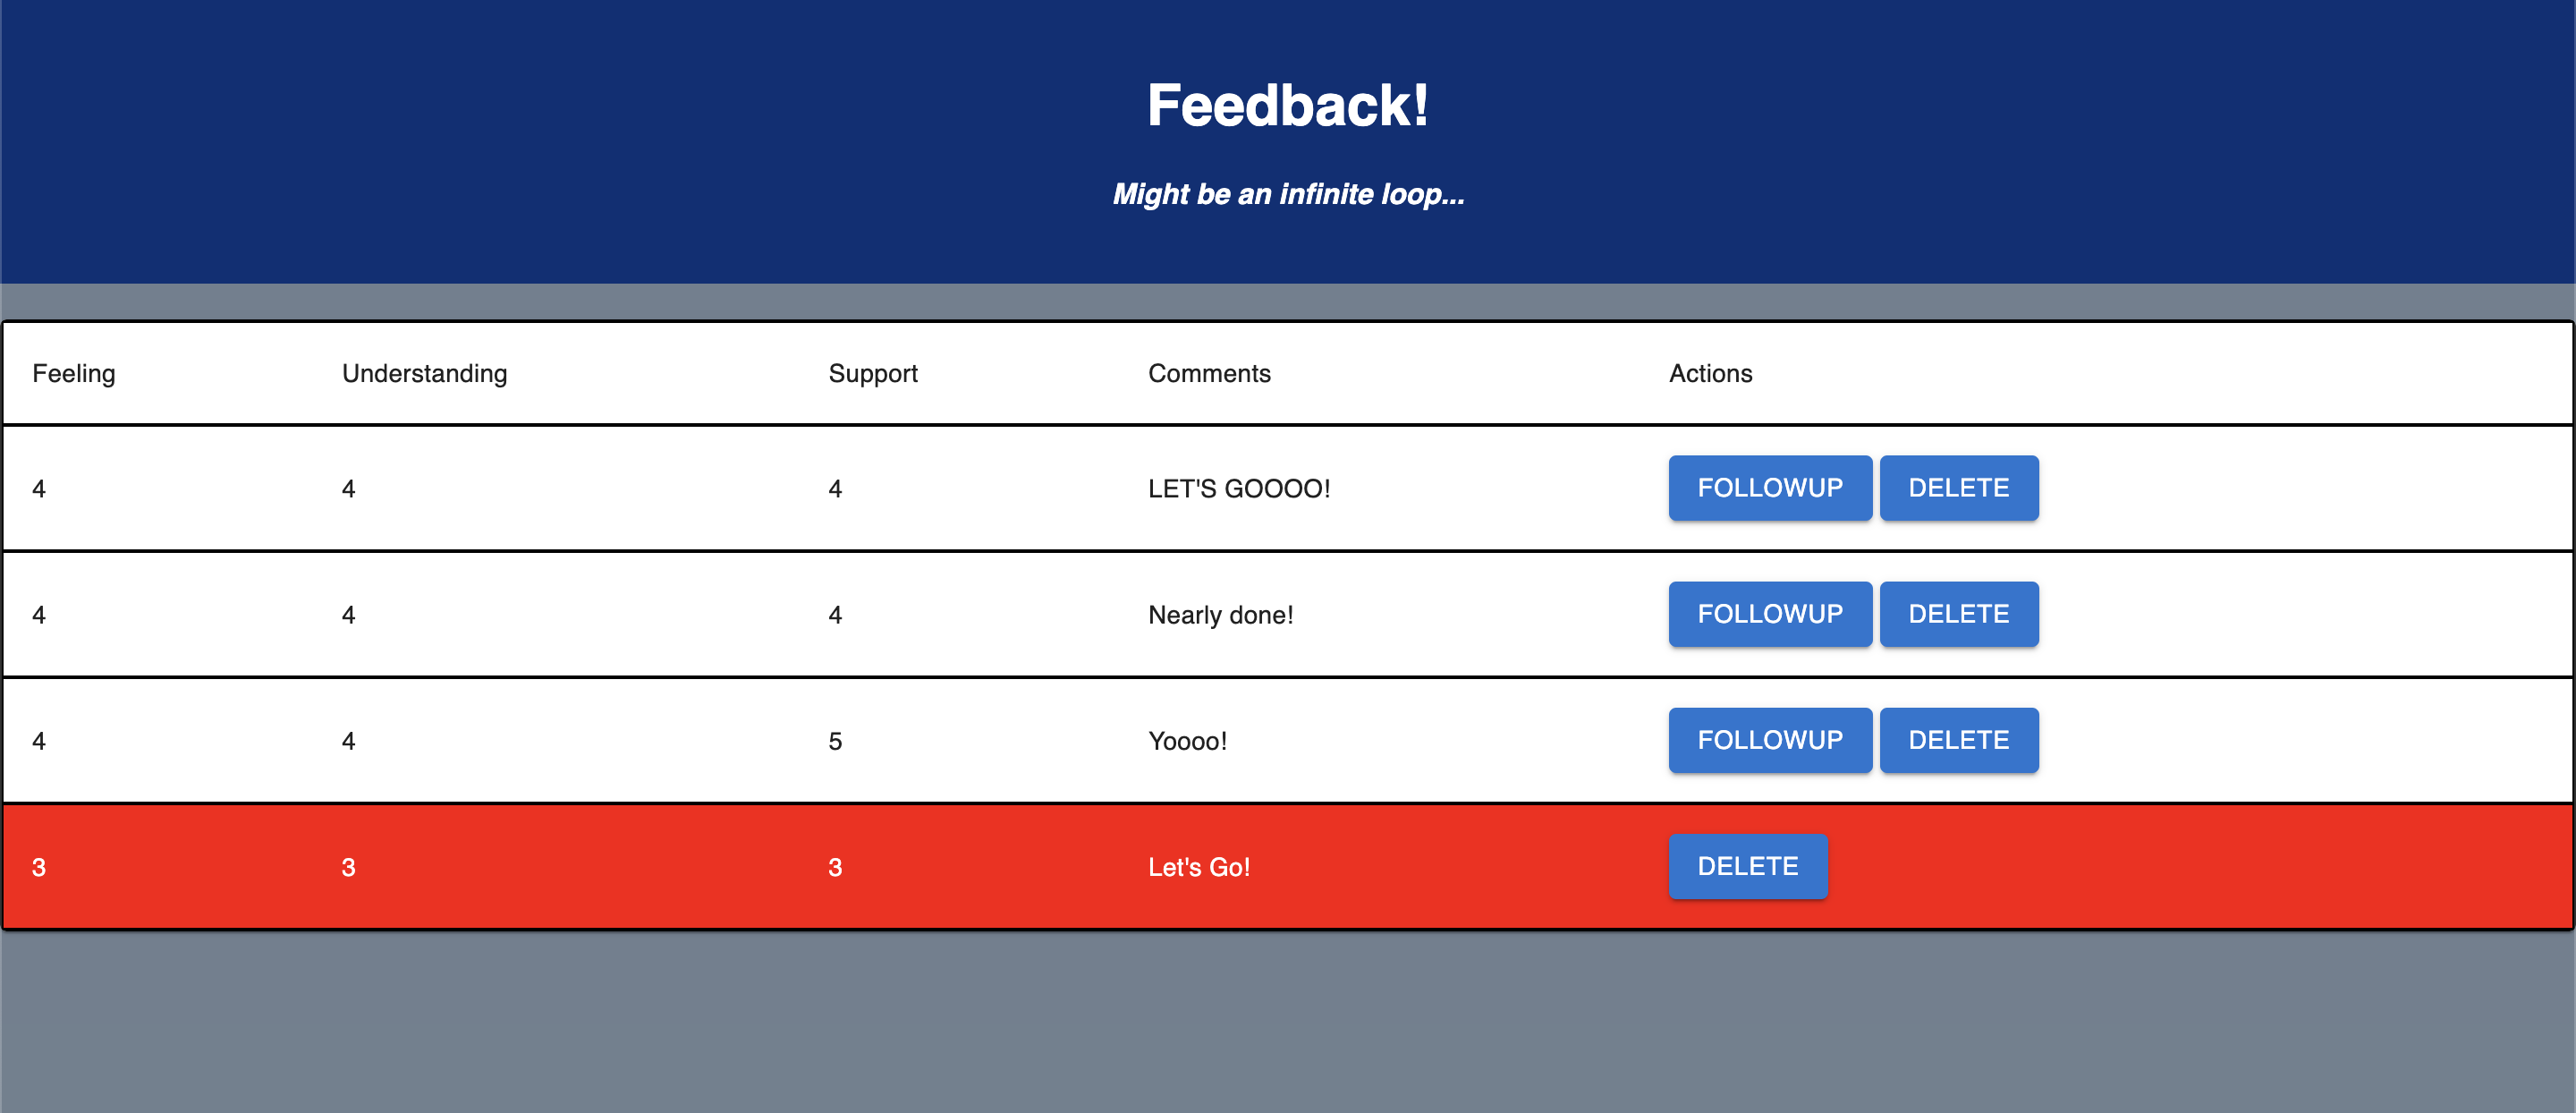 Feedback!
Might be an infinite loop...
Feeling Understanding Support Comments Actions
4 4 4 LET'S GOOOO! FOLLOWUP DELETE
4 4 4 Nearly done! FOLLOWUP DELETE
4 4 5 Yoooo! FOLLOWUP DELETE
3 3 3 Let's Go! DELETE